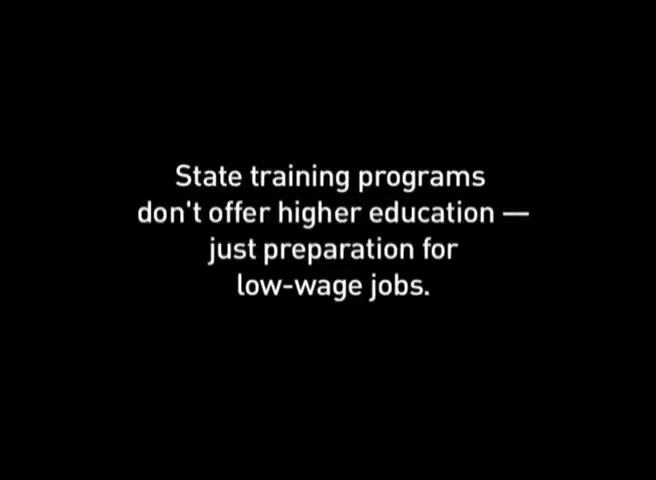 State training programs
don't offer higher education —
just preparation for
low-wage jobs.